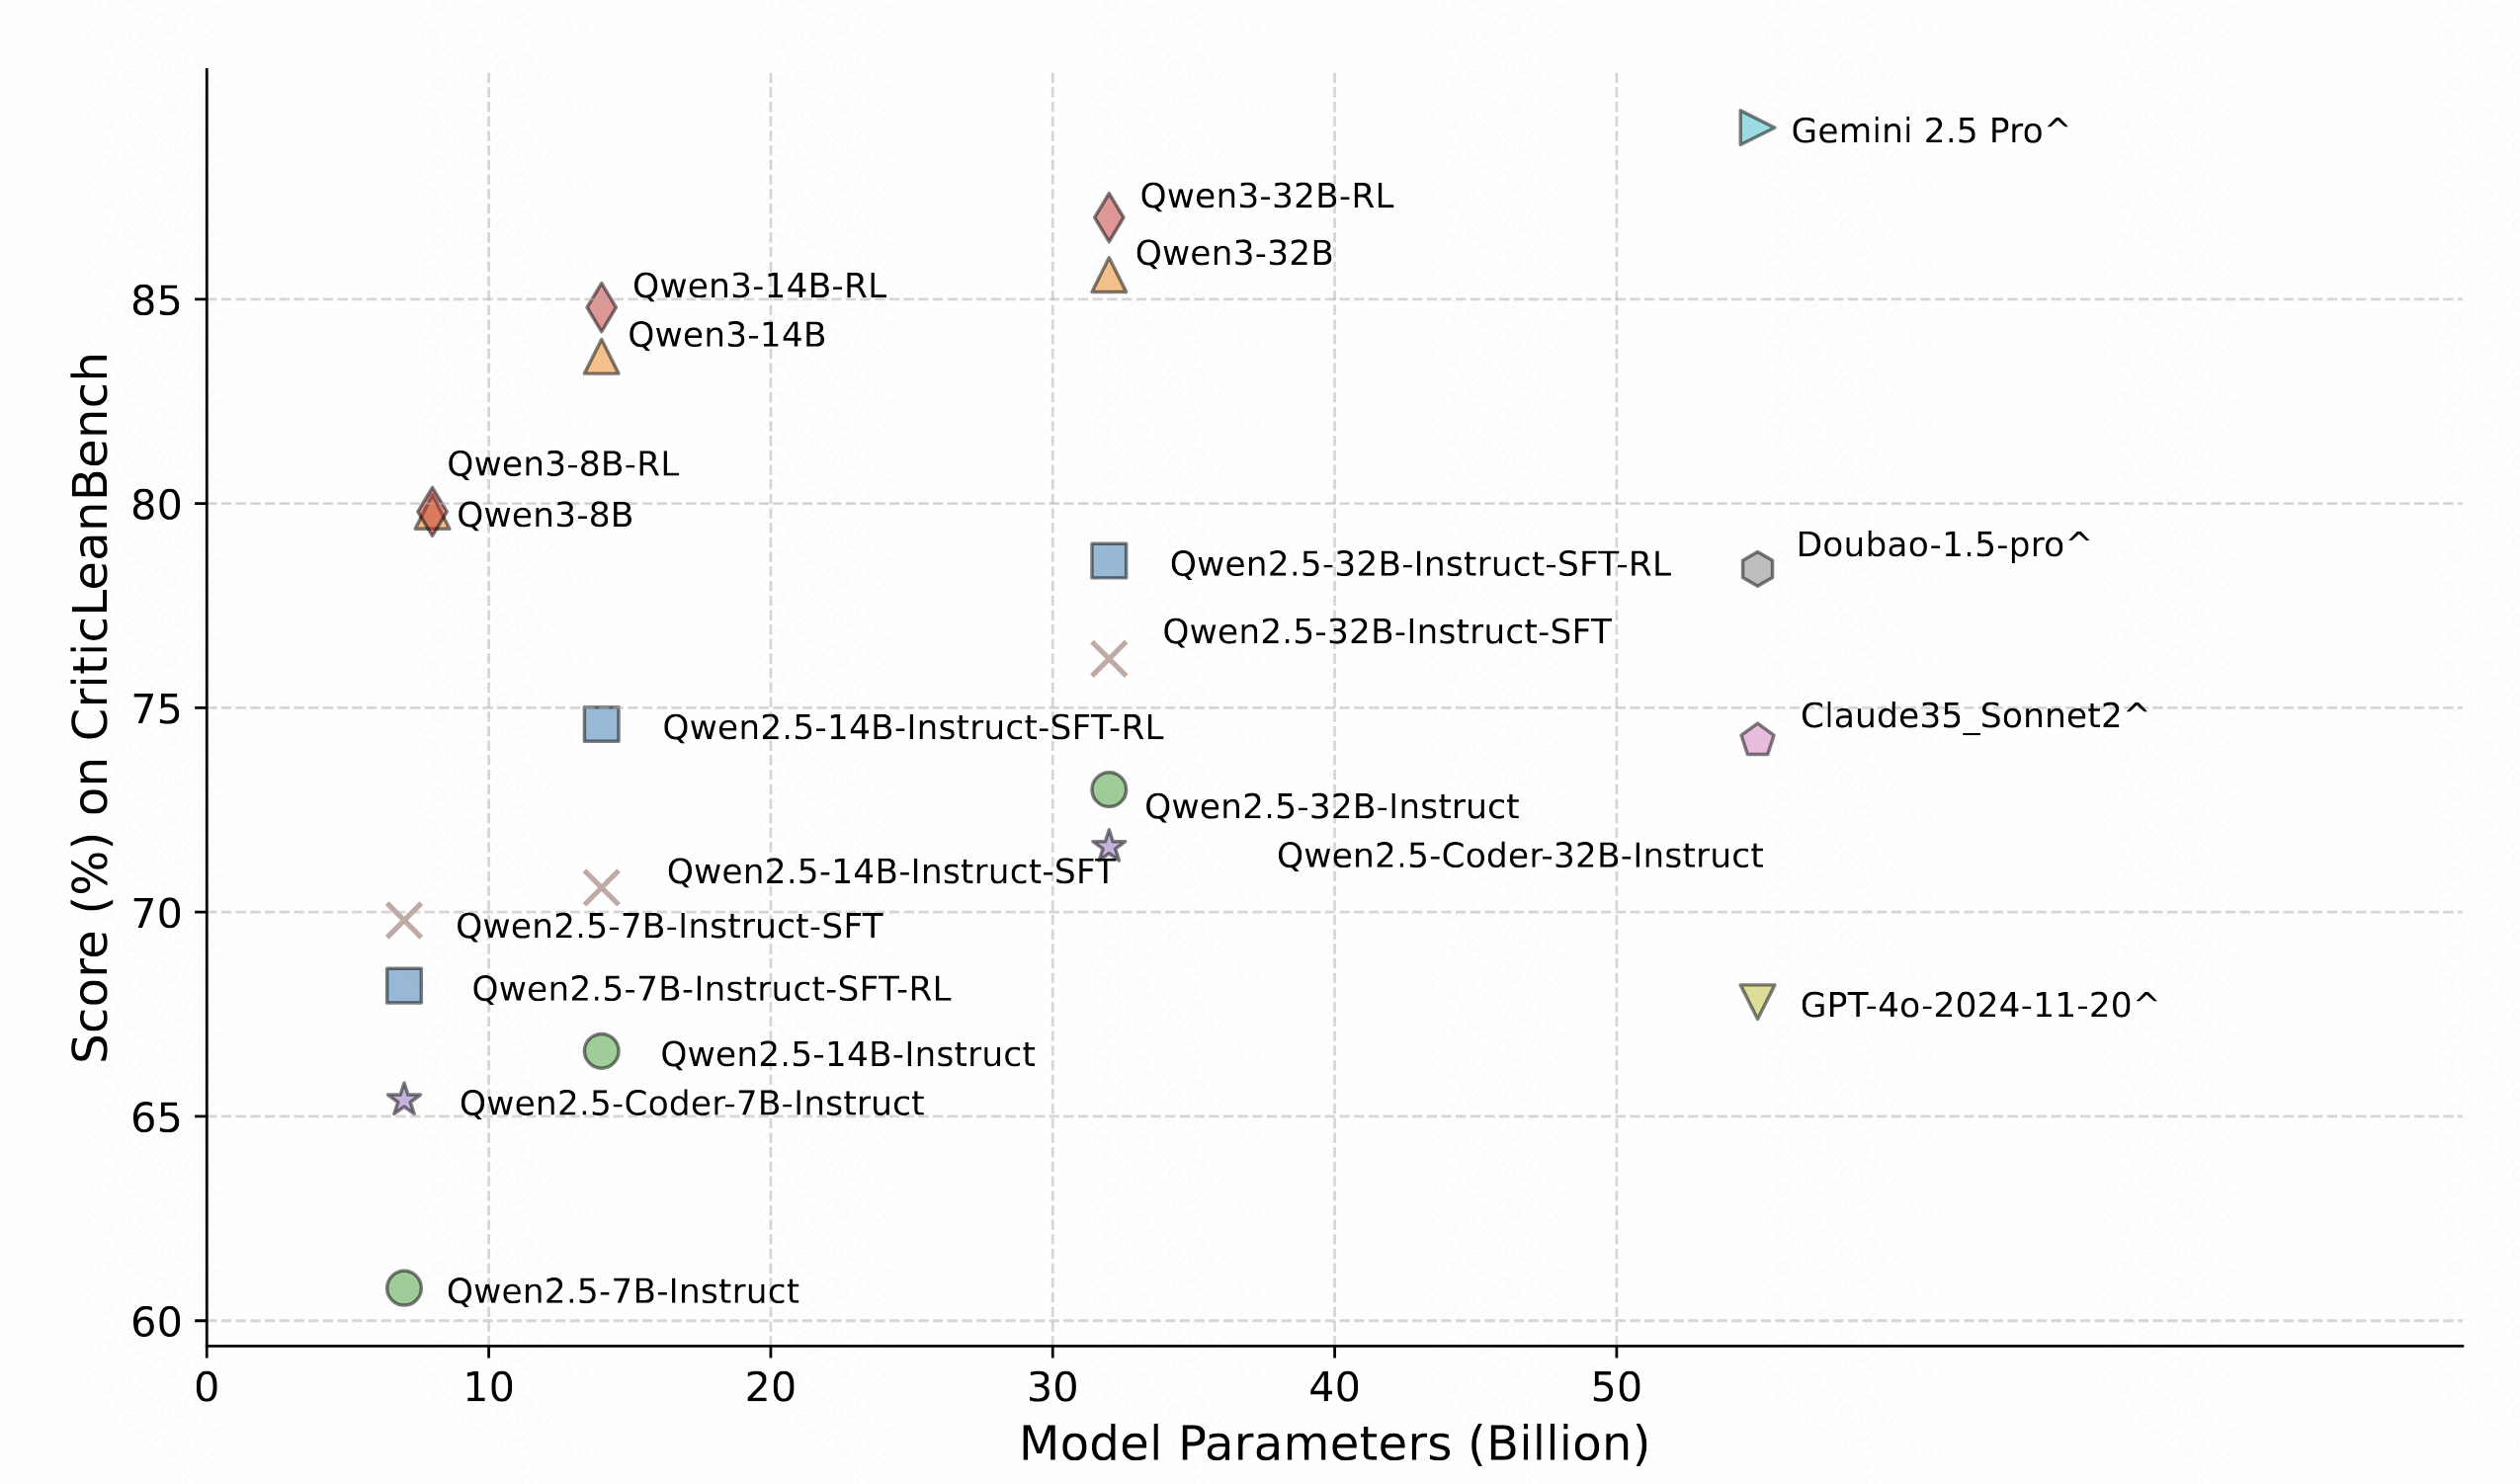 Score (%) on CriticLeanBench
85
80
75
70
65
60
Gemini 2.5 Pro^
Qwen3-32B-RL
Qwen3-32B
Qwen3-14B-RL
Qwen3-14B
Qwen3-8B-RL
Qwen3-8B
Doubao-1.5-pro^
Qwen2.5-32B-Instruct-SFT-RL
Qwen2.5-32B-Instruct-SFT
Claude35_Sonnet2^
Qwen2.5-14B-Instruct-SFT-RL
Qwen2.5-32B-Instruct
Qwen2.5-Coder-32B-Instruct
Qwen2.5-14B-Instruct-SFT
Qwen2.5-7B-Instruct-SFT
Qwen2.5-7B-Instruct-SFT-RL
GPT-4o-2024-11-20^
Qwen2.5-14B-Instruct
Qwen2.5-Coder-7B-Instruct
Qwen2.5-7B-Instruct
0 10 20 30 40 50
Model Parameters (Billion)